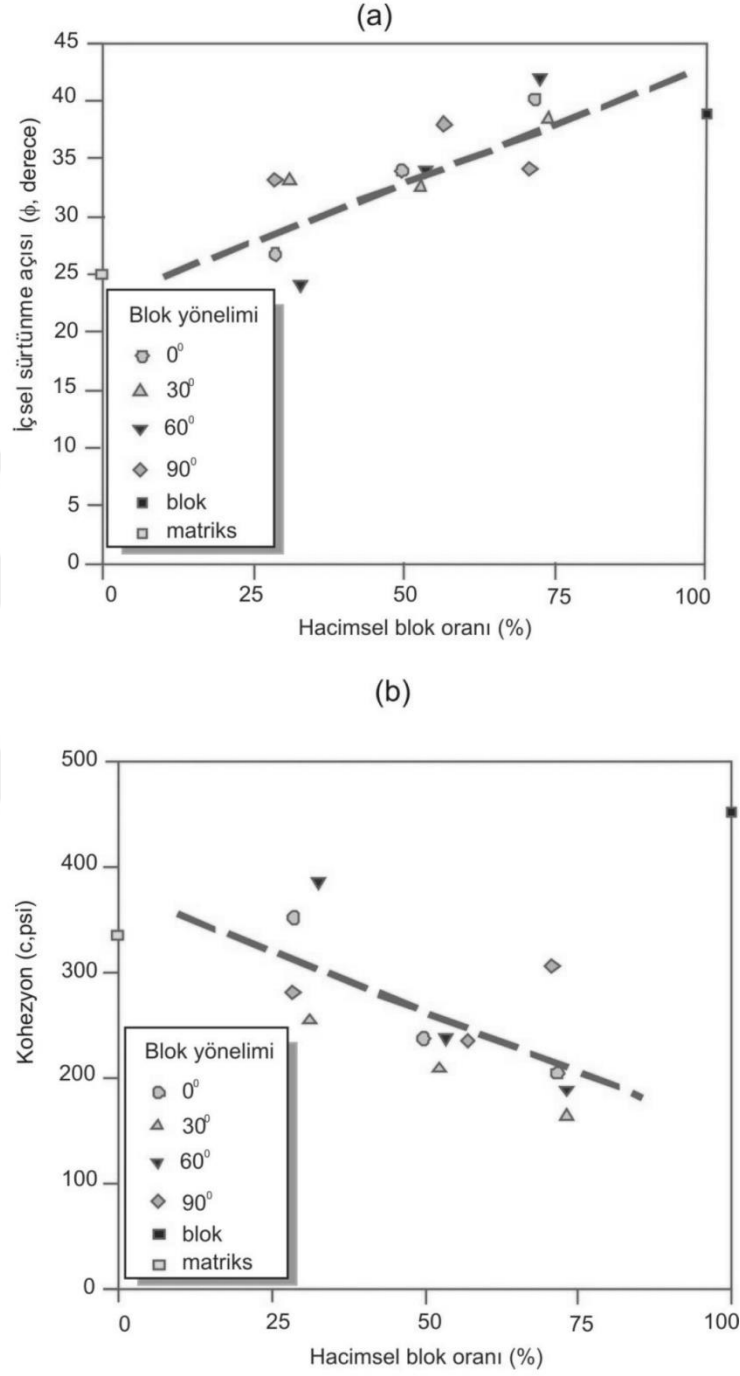 (a)
İçsel sürtünme açısı (ϕ, derece)
45
40
35
30
25
20
15
10
5
0
Blok yönelimi
0⁰
30⁰
60⁰
90⁰
blok
matriks
0 25 50 75 100
Hacimsel blok oranı (%)
(b)
Kohezyon (c,psi)
500
400
300
200
100
0
Blok yönelimi
0⁰
30⁰
60⁰
90⁰
blok
matriks
0 25 50 75 100
Hacimsel blok oranı (%)